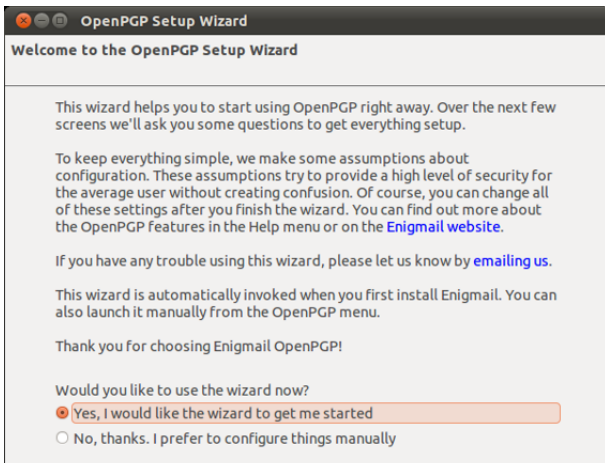 OpenPGP Setup Wizard
Welcome to the OpenPGP Setup Wizard
This wizard helps you to start using OpenPGP right away. Over the next few
screens we'll ask you some questions to get everything setup.
To keep everything simple, we make some assumptions about
configuration. These assumptions try to provide a high level of security for
the average user without creating confusion. Of course, you can change all
of these settings after you finish the wizard. You can find out more about
the OpenPGP features in the Help menu or on the Enigmail website.
If you have any trouble using this wizard, please let us know by emailing us.
This wizard is automatically invoked when you first install Enigmail. You can
also launch it manually from the OpenPGP menu.
Thank you for choosing Enigmail OpenPGP!
Would you like to use the wizard now?
Yes, I would like the wizard to get me started
No, thanks. I prefer to configure things manually